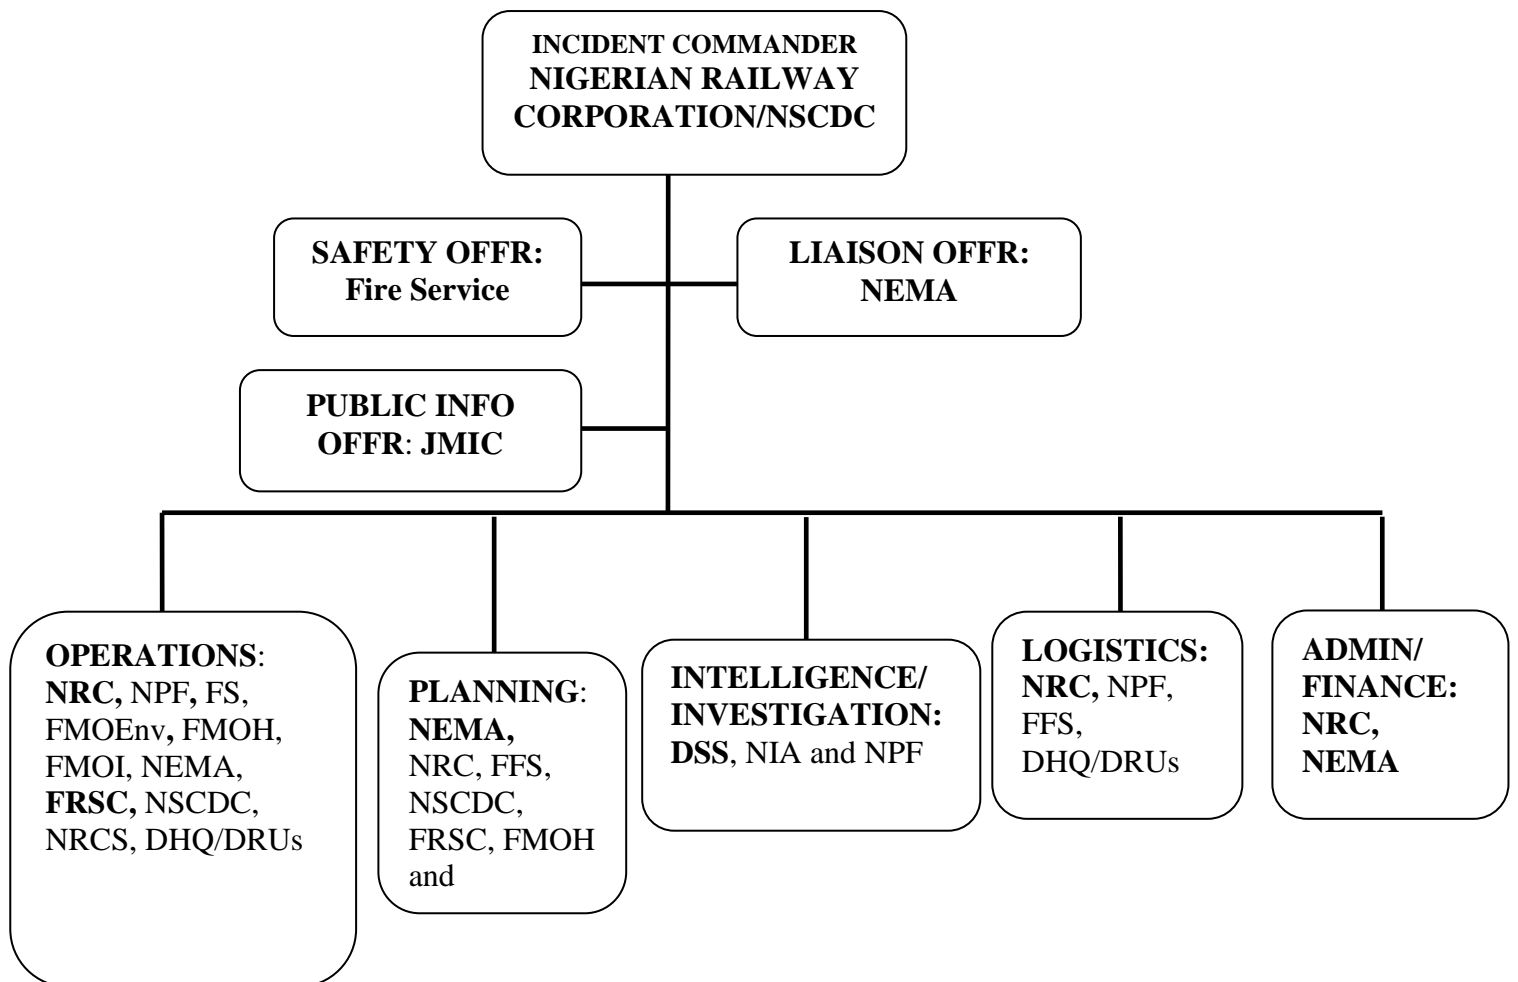 INCIDENT COMMANDER
NIGERIAN RAILWAY
CORPORATION/NSCDC
SAFETY OFFR:
Fire Service
LIAISON OFFR:
NEMA
PUBLIC INFO
OFFR: JMIC
OPERATIONS:
NRC, NPF, FS,
FMOEnv, FMOH,
FMOI, NEMA,
FRSC, NSCDC,
NRCS, DHQ/DRUs
PLANNING:
NEMA,
NRC, FFS,
NSCDC,
FRSC, FMOH
and
INTELLIGENCE/
INVESTIGATION:
DSS, NIA and NPF
LOGISTICS:
NRC, NPF,
FFS,
DHQ/DRUs
ADMIN/
FINANCE:
NRC,
NEMA